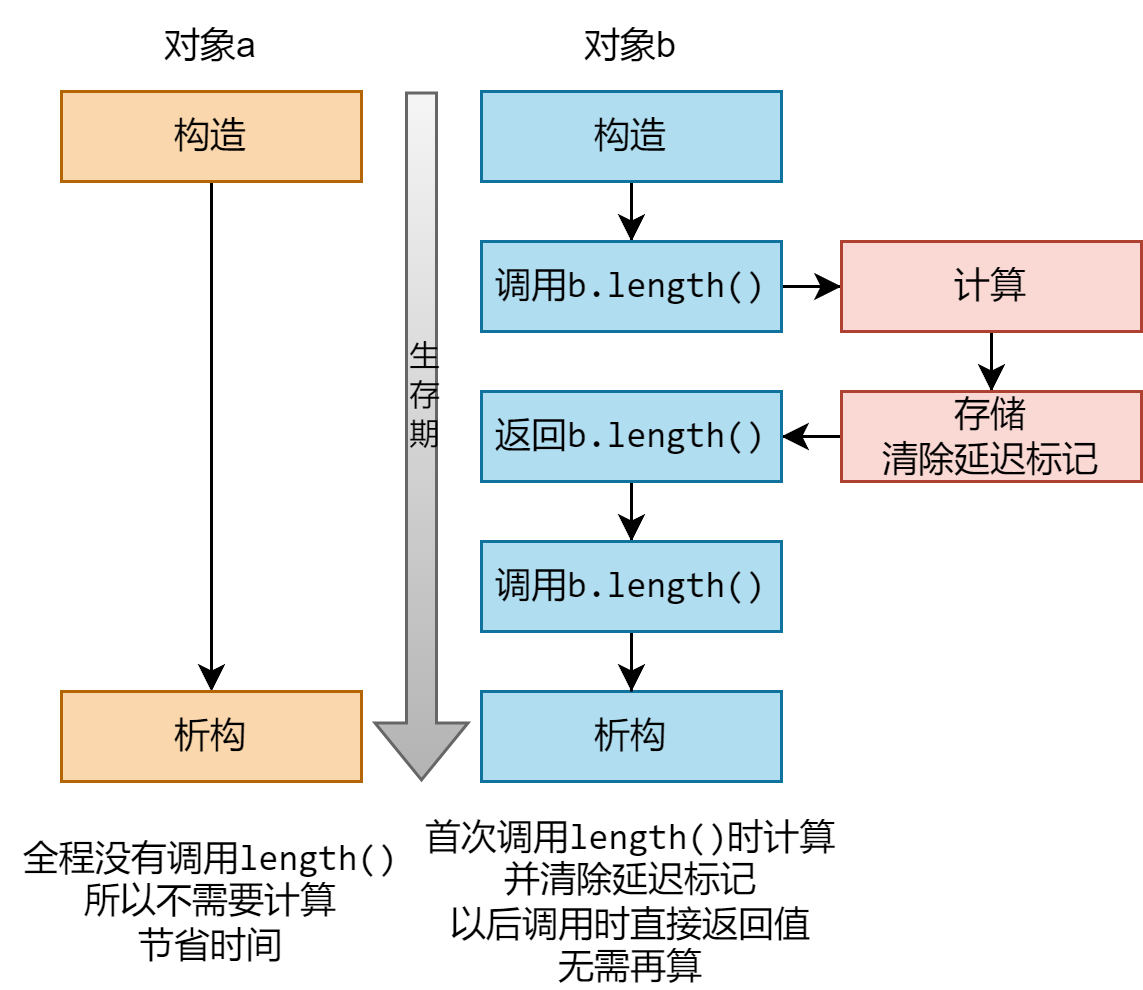 对象a
对象b
构造
构造
调用b.length()
计算
生
存
期
返回b.length()
存储
清除延迟标记
调用b.length()
析构
析构
全程没有调用length()
所以不需要计算
节省时间
首次调用length()时计算
并清除延迟标记
以后调用时直接返回值
无需再算